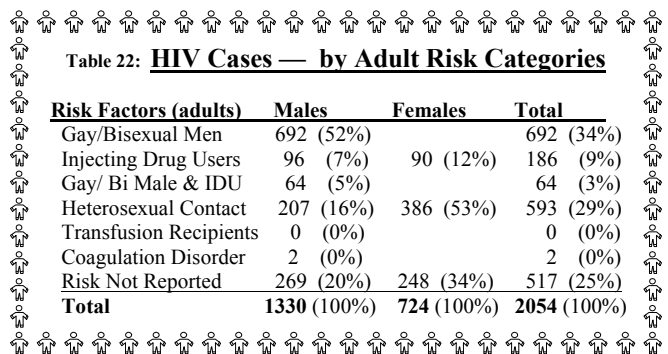 Table 22: HIV Cases — by Adult Risk Categories
Risk Factors (adults) Males Females Total
Gay/Bisexual Men 692 (52%) 692 (34%)
Injecting Drug Users 96 (7%) 90 (12%) 186 (9%)
Gay/ Bi Male & IDU 64 (5%) 64 (3%)
Heterosexual Contact 207 (16%) 386 (53%) 593 (29%)
Transfusion Recipients 0 (0%) 0 (0%)
Coagulation Disorder 2 (0%) 2 (0%)
Risk Not Reported 269 (20%) 248 (34%) 517 (25%)
Total 1330 (100%) 724 (100%) 2054 (100%)